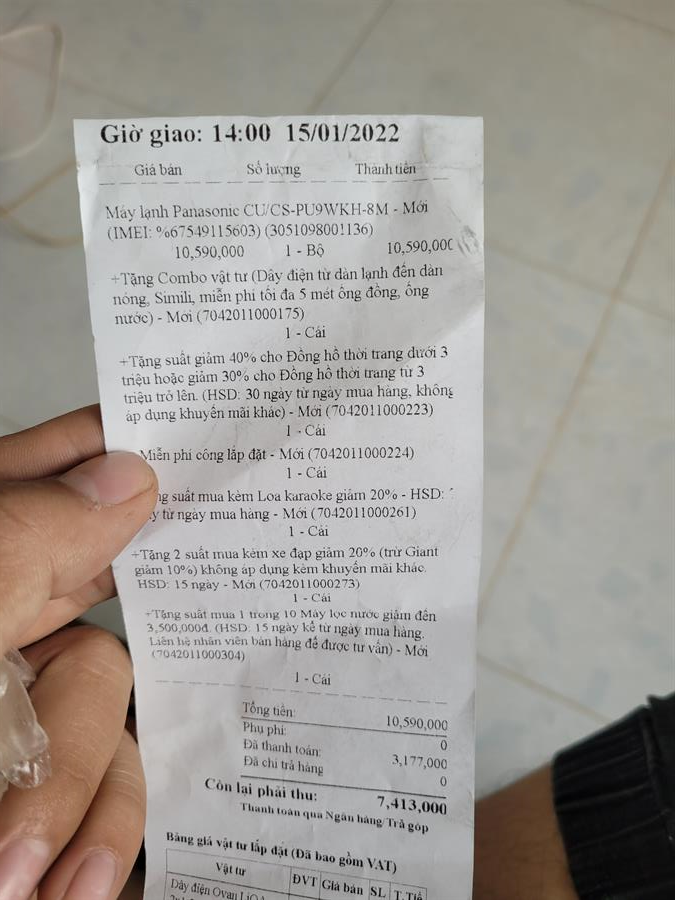 Giờ giao: 14:00 15/01/2022
Giá bán Số lượng Thành tiền
Máy lạnh Panasonic CU/CS-PU9WKH-8M - Mới
(IMEI: %67549115603) (3051098001136)
10,590,000 1 - Bộ 10,590,000
+Tặng Combo vật tư (Dây điện từ dàn lạnh đến dàn
nóng, Simili, miễn phí tối đa 5 mét ống đồng, ống
nước) - Mới (7042011000175)
1 - Cái
+Tặng suất giảm 40% cho Đồng hồ thời trang dưới 3
triệu hoặc giảm 30% cho Đồng hồ thời trang từ 3
triệu trở lên. (HSD: 30 ngày từ ngày mua hàng, không
áp dụng khuyến mãi khác) - Mới (7042011000223)
1 - Cái
Miễn phí công lắp đặt - Mới (7042011000224)
1 - Cái
suất mua kèm Loa karaoke giảm 20% - HSD:
từ ngày mua hàng - Mới (7042011000261)
1 - Cái
+Tặng 2 suất mua kèm xe đạp giảm 20% (trừ Giant
giảm 10%) không áp dụng kèm khuyến mãi khác.
HSD: 15 ngày - Mới (7042011000273)
1 - Cái
+Tặng suất mua 1 trong 10 Máy lọc nước giảm đến
3,500,000đ. (HSD: 15 ngày kể từ ngày mua hàng.
Liên hệ nhân viên bán hàng để được tư vấn) - Mới
(7042011000304)
1 - Cái
Tổng tiền: 10,590,000
Phụ phí: 0
Đã thanh toán: 3,177,000
Đã chi trả hàng 0
Còn lại phải thu: 7,413,000
Thanh toán qua Ngân hàng/Trả góp
Bảng giá vật tư lắp đặt (Đã bao gồm VAT)
Vật tư ĐVT Giá bán SL T.Tiề
Dây điện Ovan